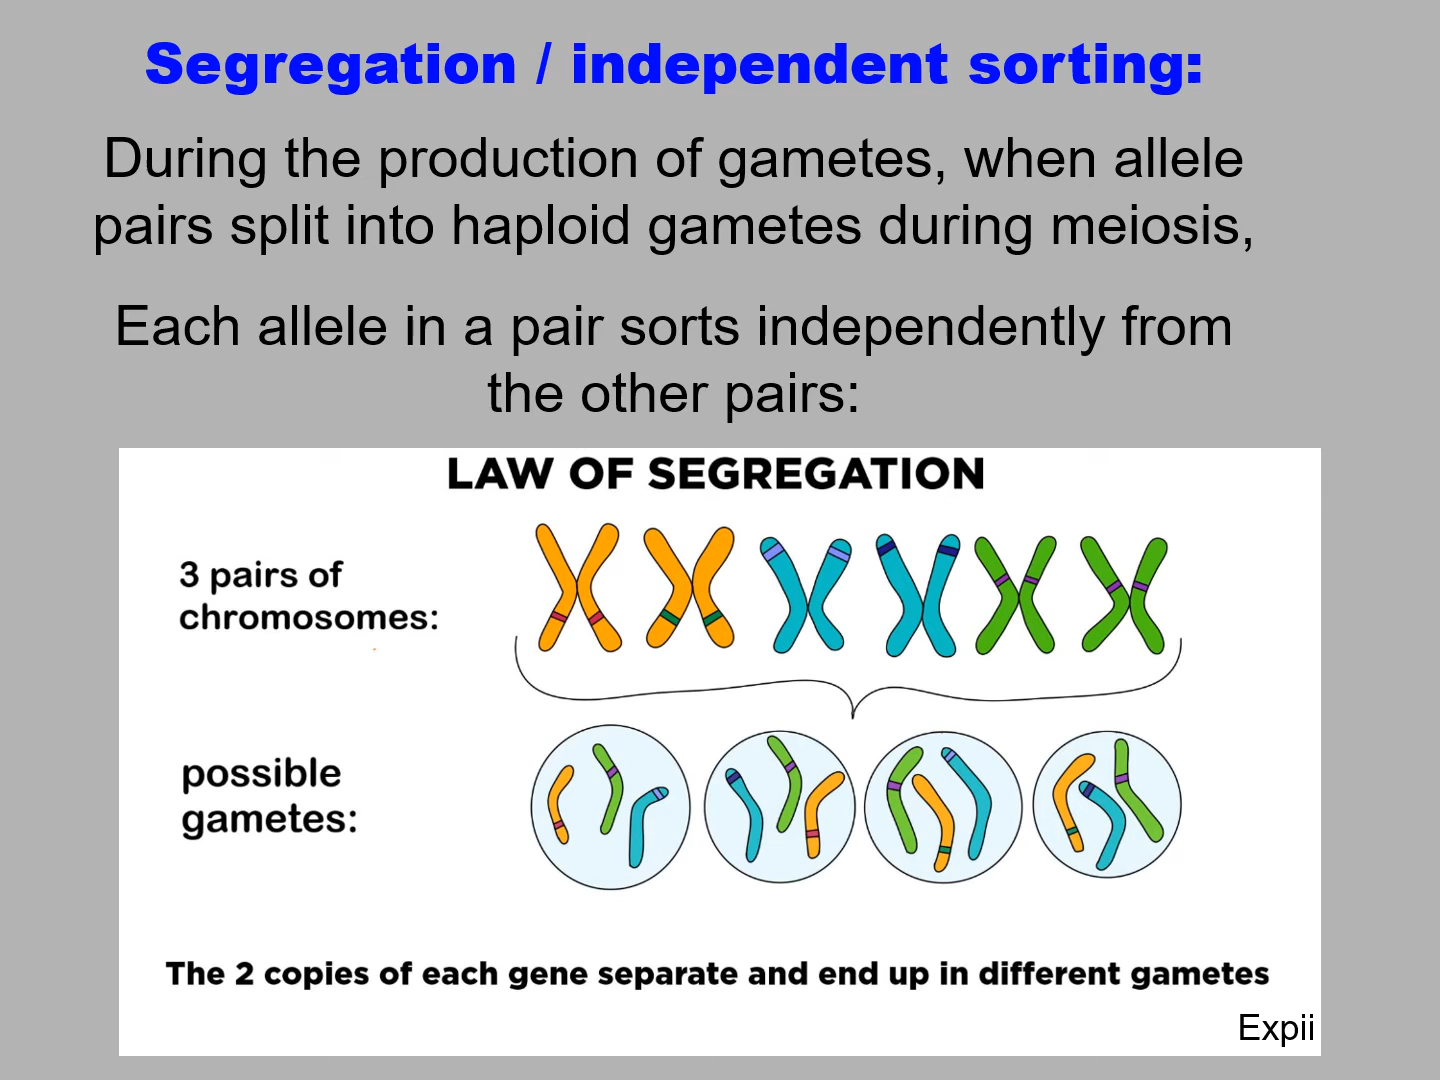 Segregation / independent sorting:
During the production of gametes, when allele
pairs split into haploid gametes during meiosis,
Each allele in a pair sorts independently from
the other pairs:
LAW OF SEGREGATION
3 pairs of
chromosomes:
possible
gametes:
The 2 copies of each gene separate and end up in different gametes
Expii